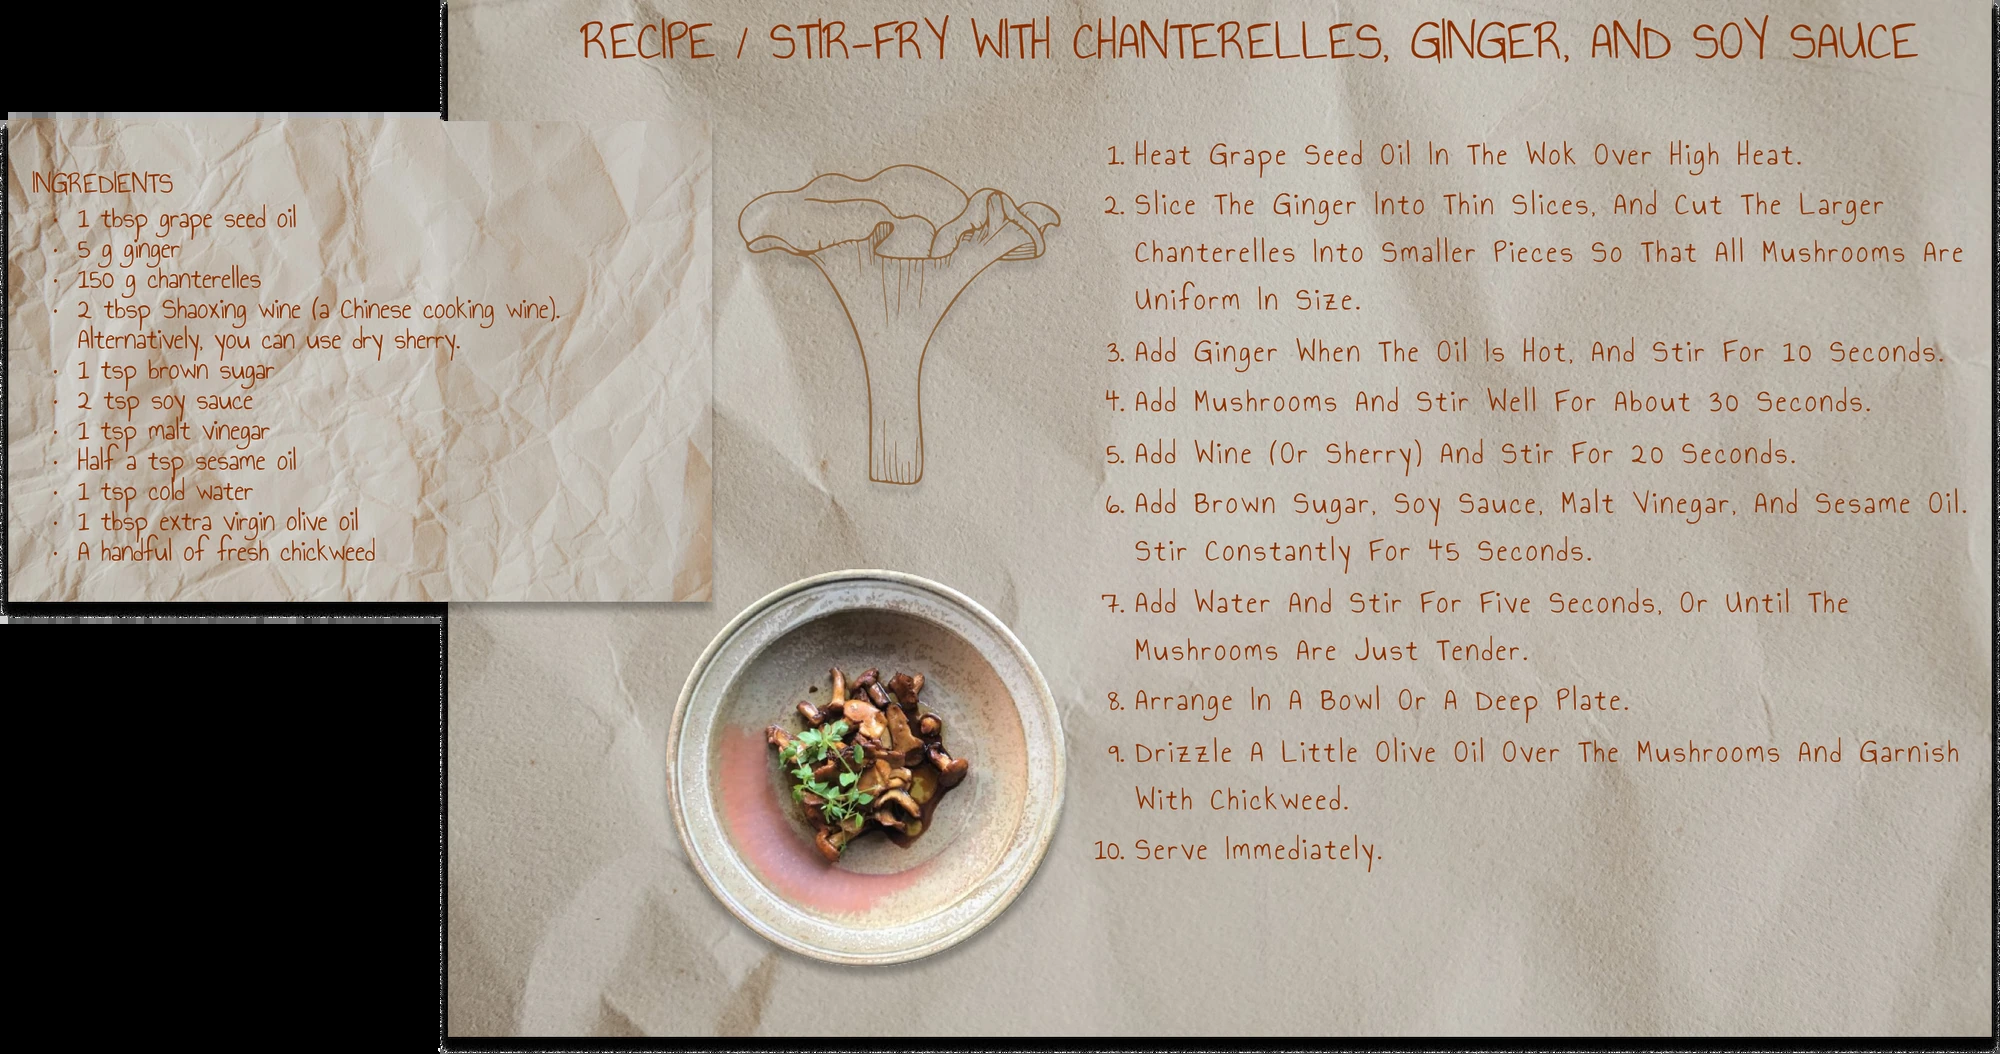 RECIPE / STIR-FRY WITH CHANTERELLES, GINGER, AND SOY SAUCE
INGREDIENTS
· 1 tbsp grape seed oil
· 5 g ginger
· 150 g chanterelles
· 2 tbsp Shaoxing wine (a Chinese cooking wine).
Alternatively, you can use dry sherry.
· 1 tsp brown sugar
· 2 tsp soy sauce
· 1 tsp malt vinegar
· Half a tsp sesame oil
· 1 tsp cold water
· 1 tbsp extra virgin olive oil
· A handful of fresh chickweed
1. Heat Grape Seed Oil In The Wok Over High Heat.
2. Slice The Ginger Into Thin Slices, And Cut The Larger
Chanterelles Into Smaller Pieces So That All Mushrooms Are
Uniform In Size.
3. Add Ginger When The Oil Is Hot, And Stir For 10 Seconds.
4. Add Mushrooms And Stir Well For About 30 Seconds.
5. Add Wine (Or Sherry) And Stir For 20 Seconds.
6. Add Brown Sugar, Soy Sauce, Malt Vinegar, And Sesame Oil.
Stir Constantly For 45 Seconds.
7. Add Water And Stir For Five Seconds, Or Until The
Mushrooms Are Just Tender.
8. Arrange In A Bowl Or A Deep Plate.
9. Drizzle A Little Olive Oil Over The Mushrooms And Garnish
With Chickweed.
10. Serve Immediately.